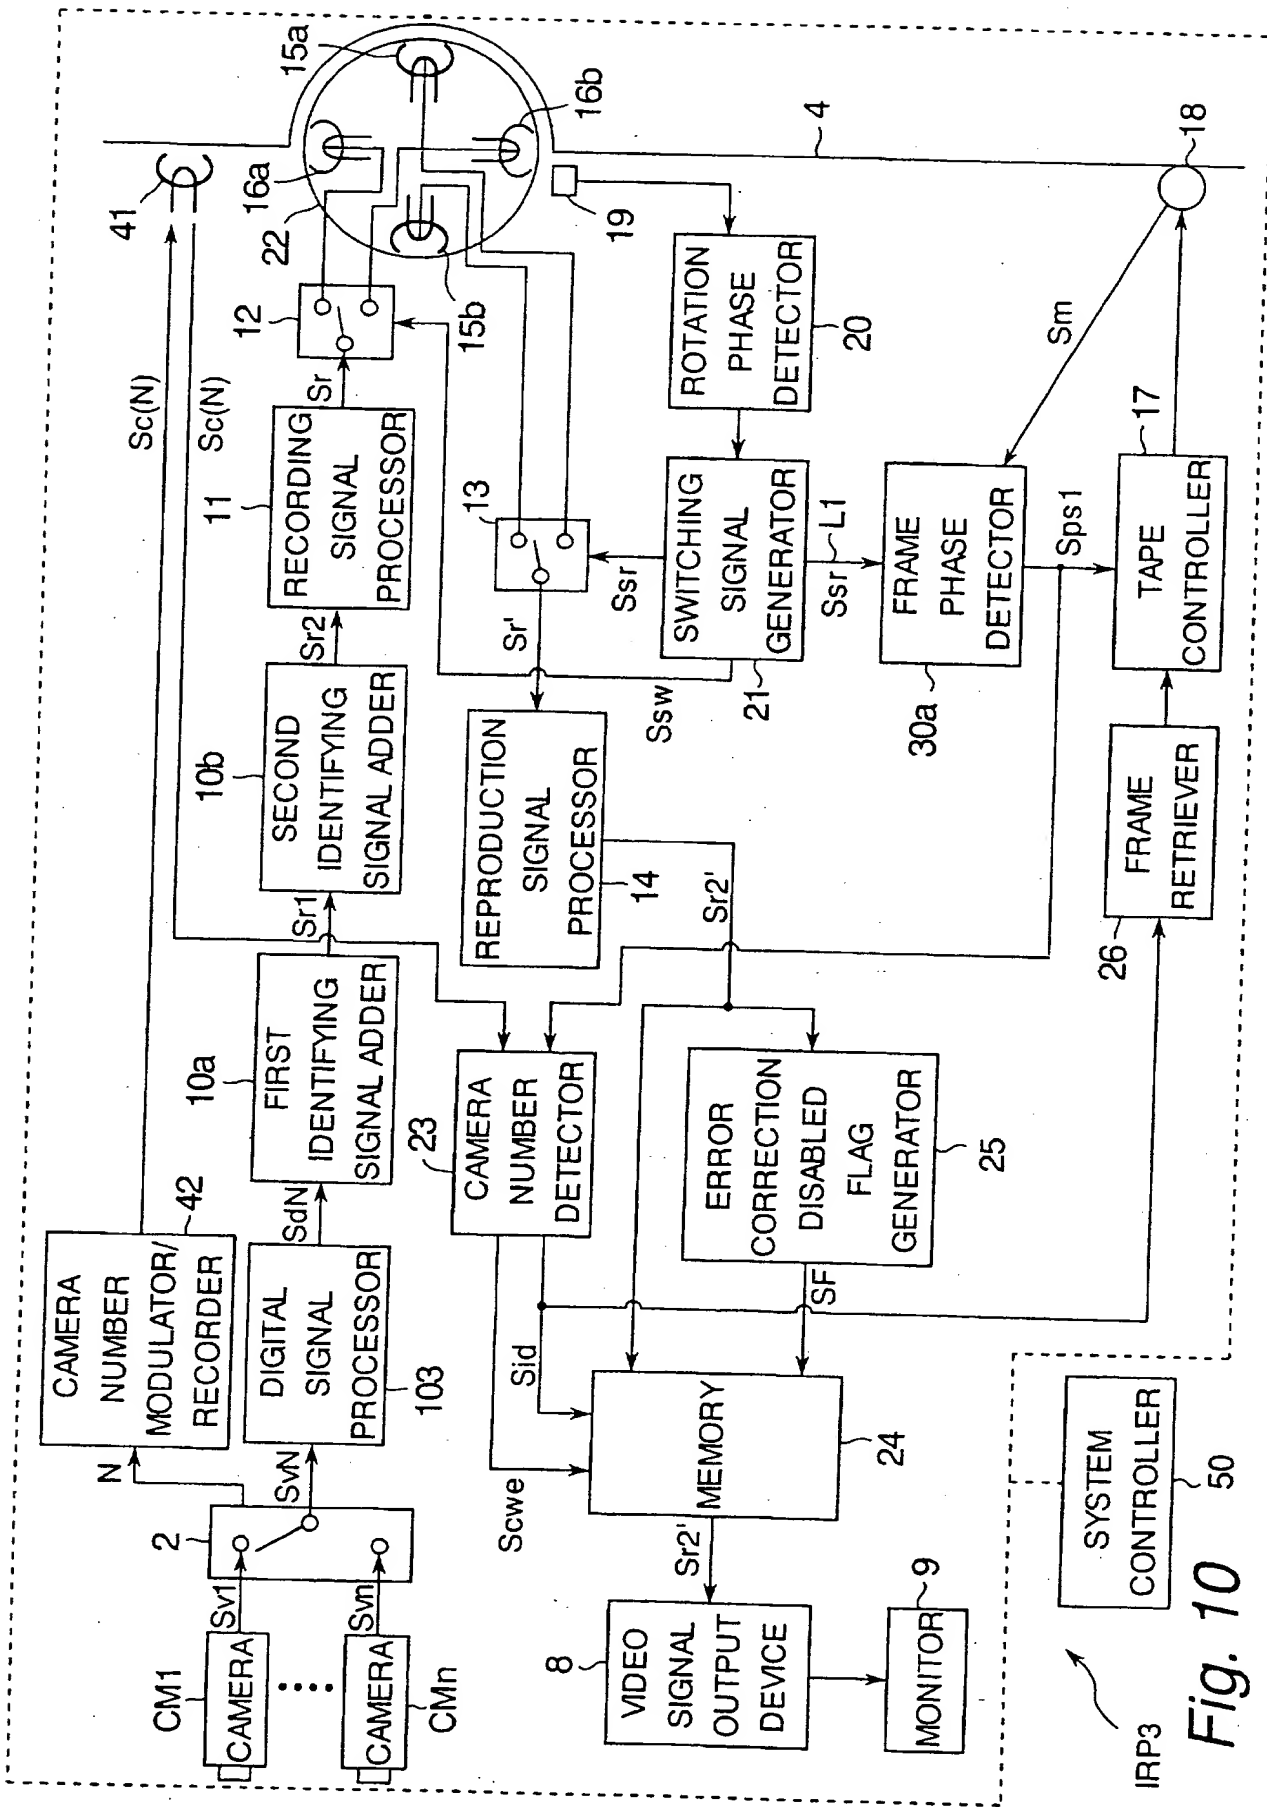 CM1
CAMERA
CAMERA
CMn
Sv1
Svn
2
N
SvN
CAMERA
NUMBER
MODULATOR/
RECORDER
42
DIGITAL
SIGNAL
PROCESSOR
103
SdN
10a
FIRST
IDENTIFYING
SIGNAL ADDER
Sr1
10b
SECOND
IDENTIFYING
SIGNAL ADDER
Sr2
11
RECORDING
SIGNAL
PROCESSOR
Sr
12
Sc(N)
Sc(N)
41
22
16a
15a
16b
15b
19
4
18
13
Sr'
Ssr
Ssw
REPRODUCTION
SIGNAL
PROCESSOR
14
Sr2'
SWITCHING
SIGNAL
GENERATOR
21
ROTATION
PHASE
DETECTOR
20
Ssr
L1
FRAME
PHASE
DETECTOR
30a
Sm
Sps1
17
TAPE
CONTROLLER
FRAME
RETRIEVER
26
23
CAMERA
NUMBER
DETECTOR
ERROR
CORRECTION
DISABLED
FLAG
GENERATOR
25
SF
Sid
Scwe
MEMORY
24
Sr2'
8
VIDEO
SIGNAL
OUTPUT
DEVICE
9
MONITOR
SYSTEM
CONTROLLER
50
IRP3
Fig. 10